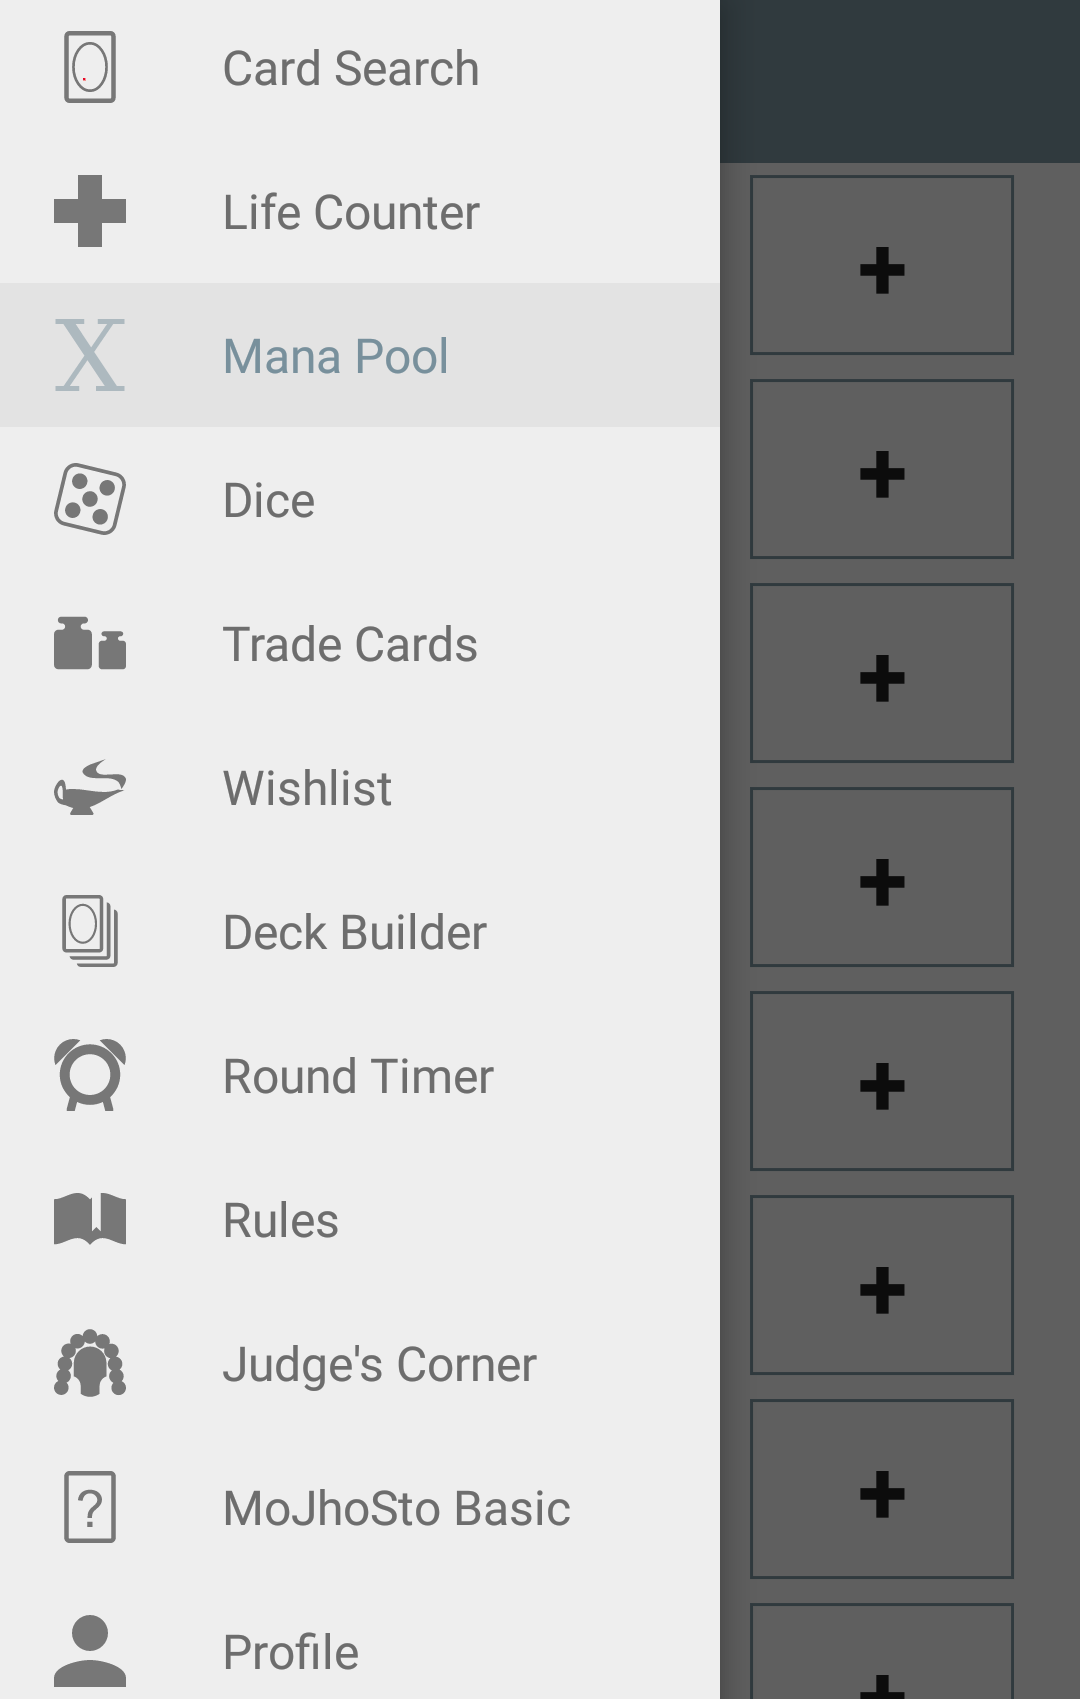 Card Search
Life Counter
X Mana Pool
Dice
Trade Cards
Wishlist
Deck Builder
Round Timer
Rules
Judge's Corner
? MoJhoSto Basic
Profile